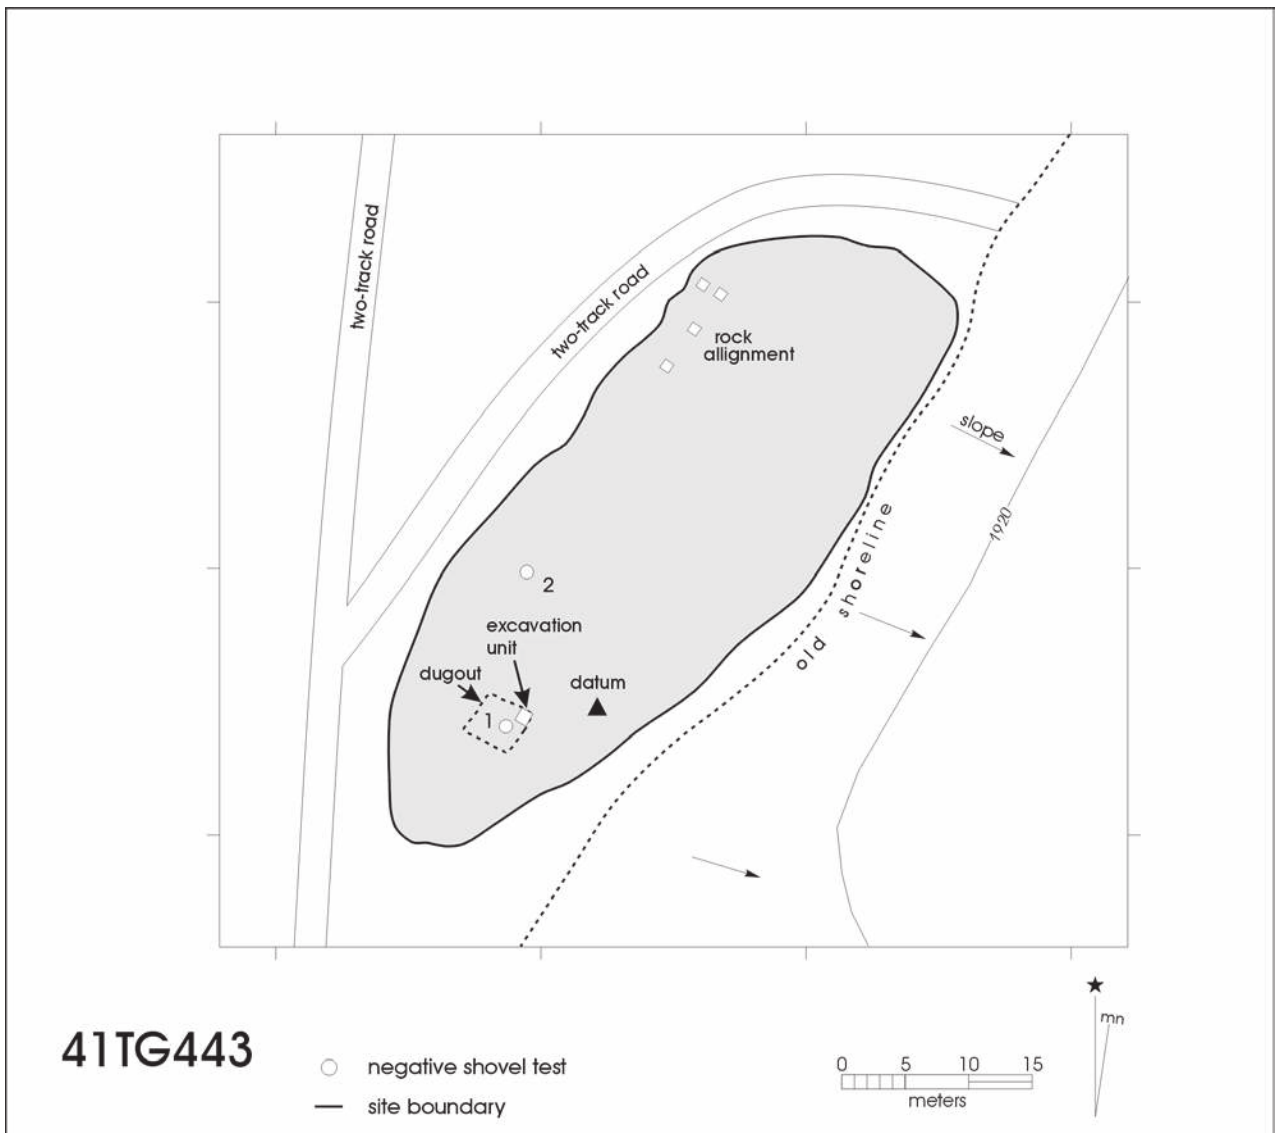 two-track road
two-track road
rock
allignment
slope
1920
old shoreline
2
excavation
unit
dugout
datum
1
mn
41TG443
negative shovel test
site boundary
0 5 10 15
meters